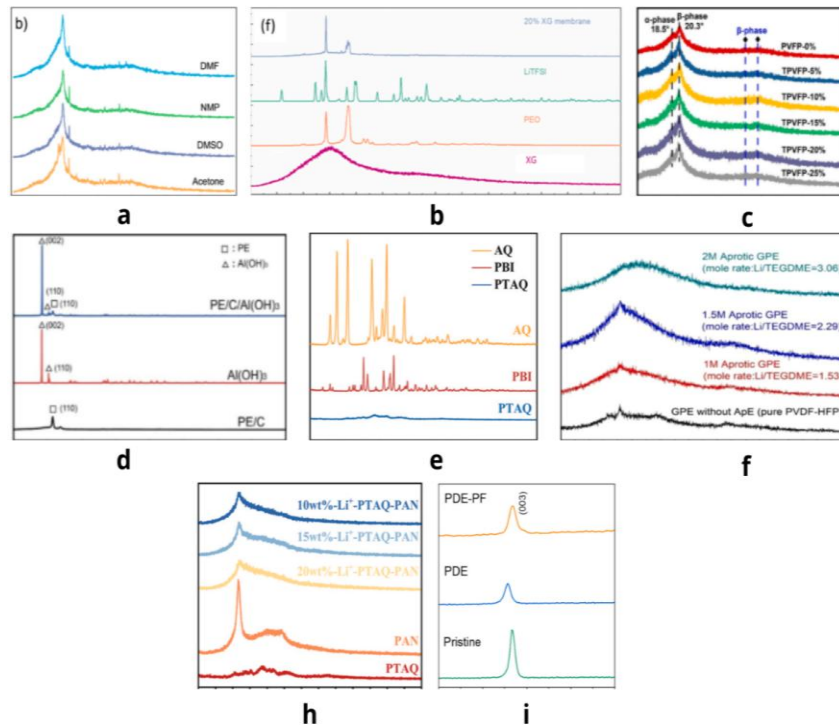 b)
DMF
NMP
DMSO
Acetone
a
(f)
20% XG membrane
LiTFSI
PEO
XG
b
α-phase
18.5°
β-phase
20.3°
β-phase
PVFP-0%
TPVFP-5%
TPVFP-10%
TPVFP-15%
TPVFP-20%
TPVFP-25%
c
△(002)
□ : PE
△ : Al(OH)₃
(110)
△ □ (110)
PE/C/Al(OH)₃
△ (002)
△ (110)
Al(OH)₃
□ (110)
PE/C
d
AQ
PBI
PTAQ
AQ
PBI
PTAQ
e
2M Aprotic GPE
(mole rate:Li/TEGDME=3.06
1.5M Aprotic GPE
(mole rate:Li/TEGDME=2.29
1M Aprotic GPE
(mole rate:Li/TEGDME=1.53
GPE without ApE (pure PVDF-HFP
f
10wt%-Li⁺-PTAQ-PAN
15wt%-Li⁺-PTAQ-PAN
20wt%-Li⁺-PTAQ-PAN
PAN
PTAQ
h
PDE-PF
(003)
PDE
Pristine
i